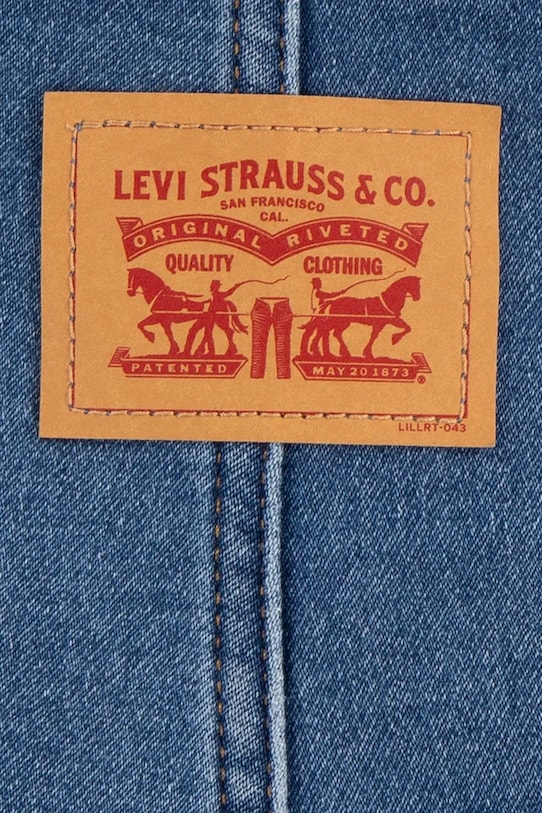 LEVI STRAUSS & CO.
SAN FRANCISCO
CAL.
ORIGINAL RIVETED
QUALITY CLOTHING
PATENTED MAY 20 1873 ®
LILLRT-043